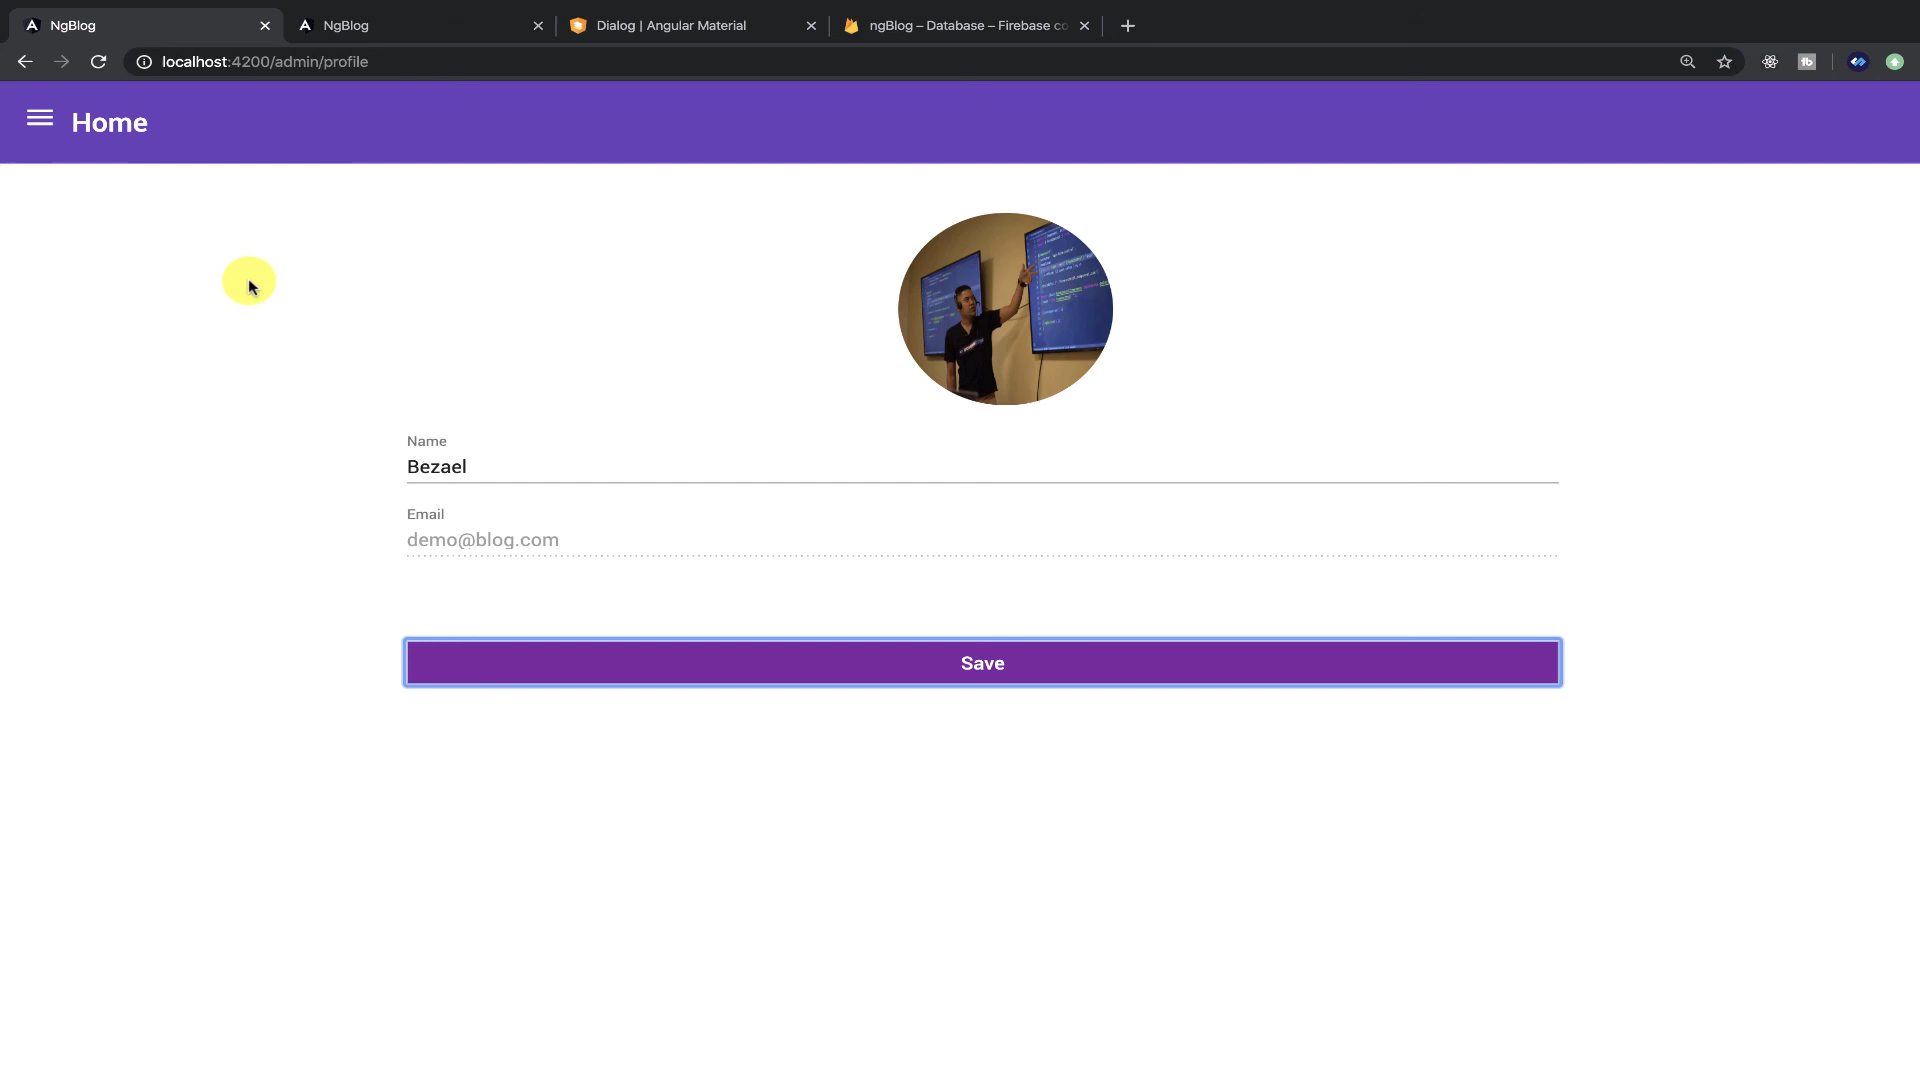 NgBlog
NgBlog
Dialog | Angular Material
ngBlog – Database – Firebase co
localhost:4200/admin/profile
Home
Name
Bezael
Email
demo@blog.com
Save